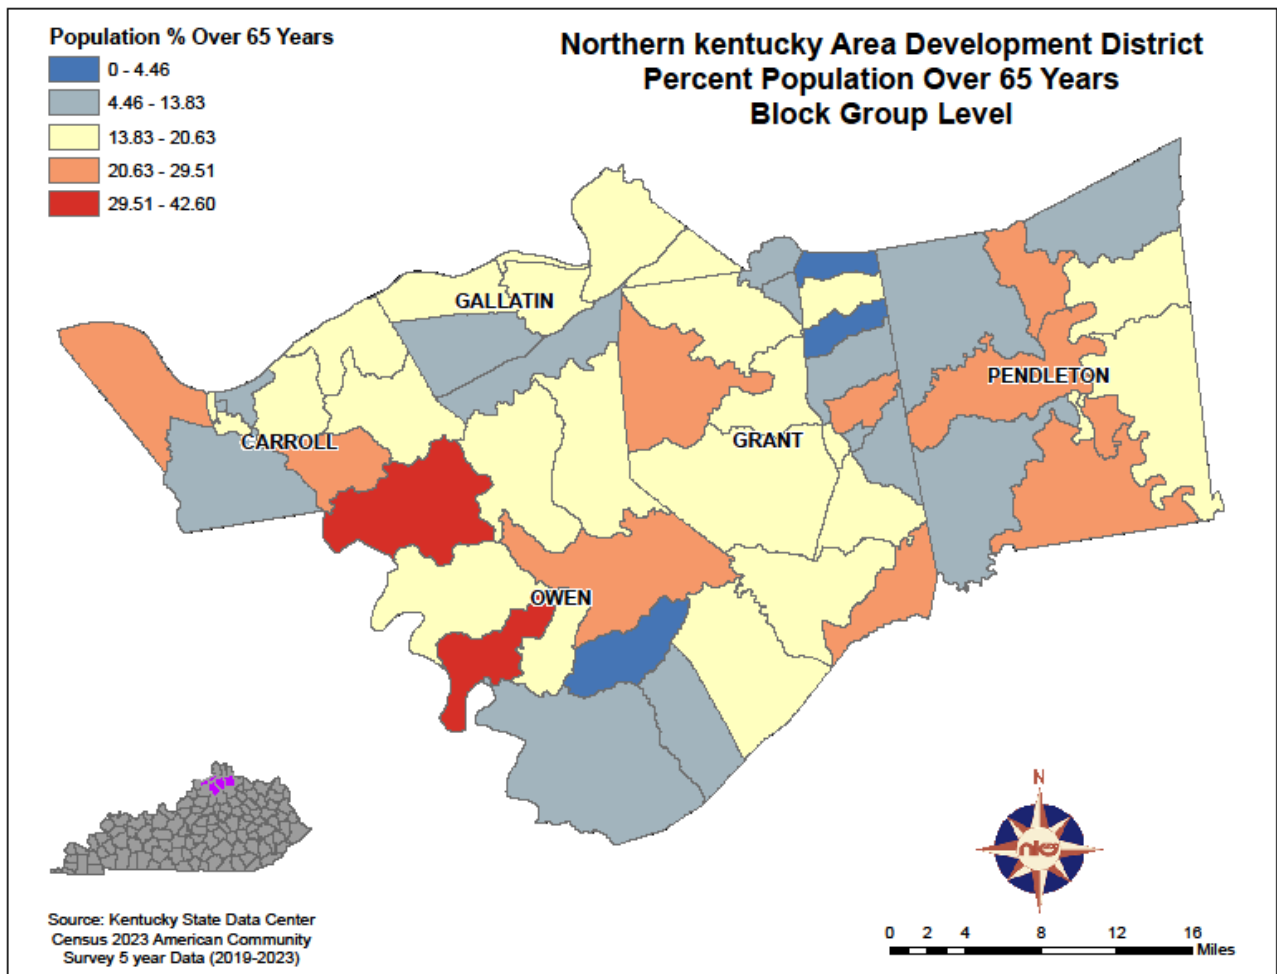 Population % Over 65 Years
0 - 4.46
4.46 - 13.83
13.83 - 20.63
20.63 - 29.51
29.51 - 42.60
Northern kentucky Area Development District
Percent Population Over 65 Years
Block Group Level
GALLATIN
PENDLETON
CARROLL
GRANT
OWEN
N
Source: Kentucky State Data Center
Census 2023 American Community
Survey 5 year Data (2019-2023)
0 2 4 8 12 16
Miles